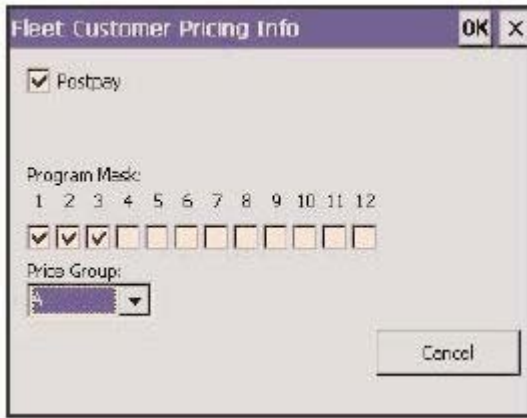 Fleet Customer Pricing Info OK X
Postpay
Program Mask:
1 2 3 4 5 6 7 8 9 10 11 12
Price Group:
Cancel